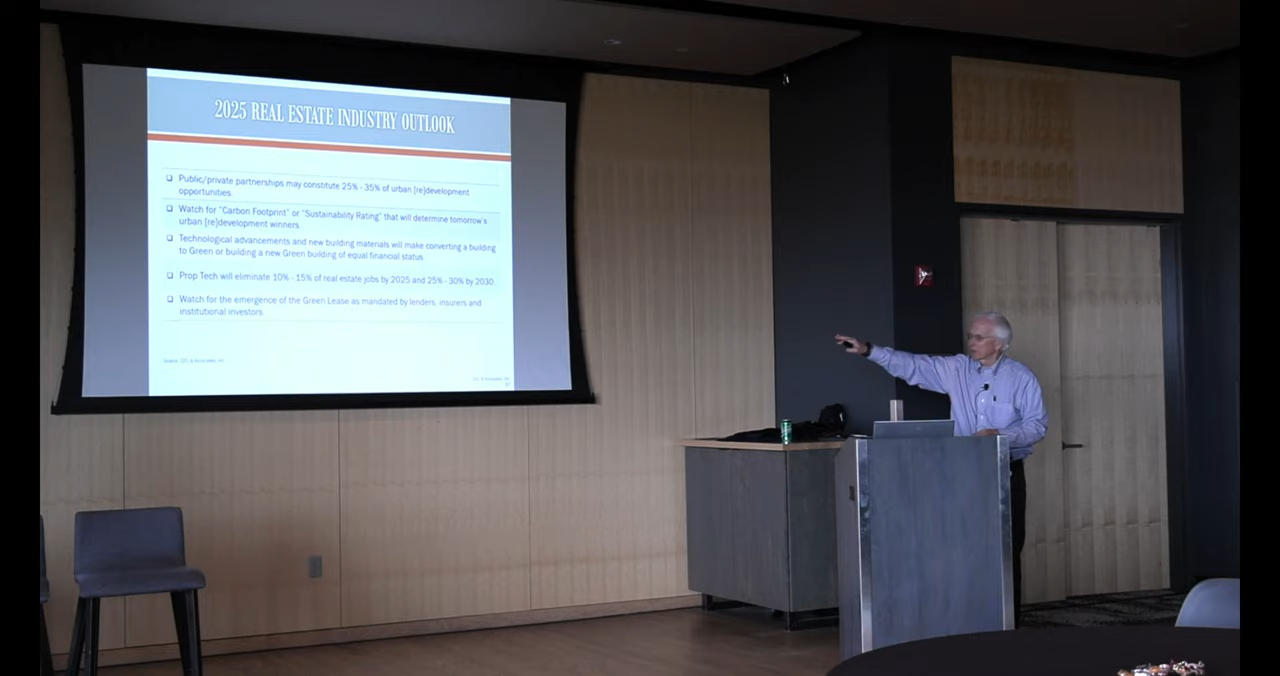 2025 REAL ESTATE INDUSTRY OUTLOOK
❑ Public/private partnerships may constitute 25% - 35% of urban [re]development
opportunities.
❑ Watch for "Carbon Footprint" or "Sustainability Rating" that will determine tomorrow's
urban [re]development winners.
❑ Technological advancements and new building materials will make converting a building
to Green or building a new Green building of equal financial status.
❑ Prop Tech will eliminate 10% - 15% of real estate jobs by 2025 and 25% - 30% by 2030.
❑ Watch for the emergence of the Green Lease as mandated by lenders, insurers and
institutional investors.